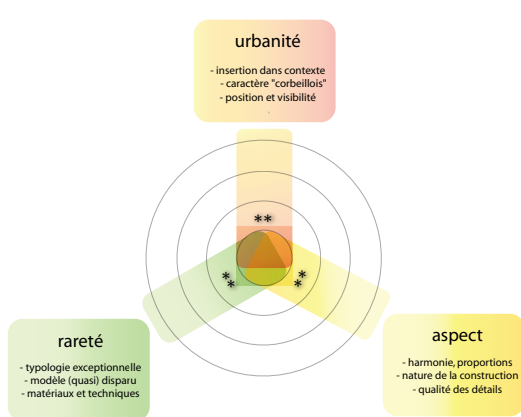 urbanité
- insertion dans contexte
- caractère "corbeillois"
- position et visibilité
**
**
**
rareté
- typologie exceptionnelle
- modèle (quasi) disparu
- matériaux et techniques
aspect
- harmonie, proportions
- nature de la construction
- qualité des détails